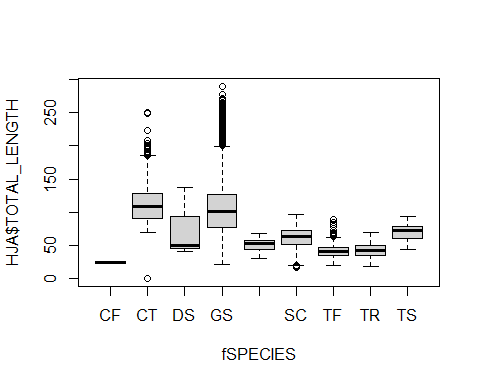 HJA$TOTAL_LENGTH
250
150
50
0
CF CT DS GS SC TF TR TS
fSPECIES